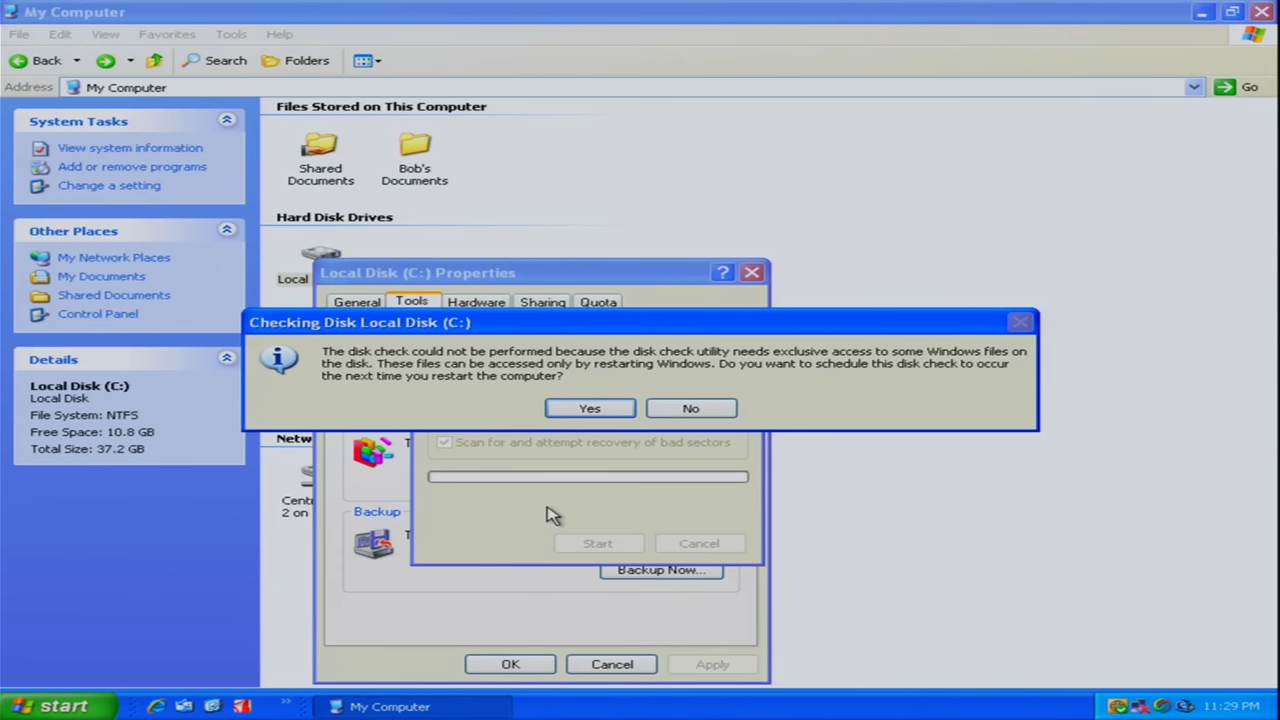 My Computer
File Edit View Favorites Tools Help
Back Search Folders
Address My Computer Go
System Tasks
View system information
Add or remove programs
Change a setting
Other Places
My Network Places
My Documents
Shared Documents
Control Panel
Details
Local Disk (C:)
Local Disk
File System: NTFS
Free Space: 10.8 GB
Total Size: 37.2 GB
Files Stored on This Computer
Shared Documents
Bob's Documents
Hard Disk Drives
Local
Netw
Centr
2 on
Local Disk (C:) Properties
General Tools Hardware Sharing Quota
Checking Disk Local Disk (C:)
The disk check could not be performed because the disk check utility needs exclusive access to some Windows files on
the disk. These files can be accessed only by restarting Windows. Do you want to schedule this disk check to occur
the next time you restart the computer?
Yes No
Scan for and attempt recovery of bad sectors
Start Cancel
Backup
Backup Now...
OK Cancel Apply
start My Computer 11:29 PM